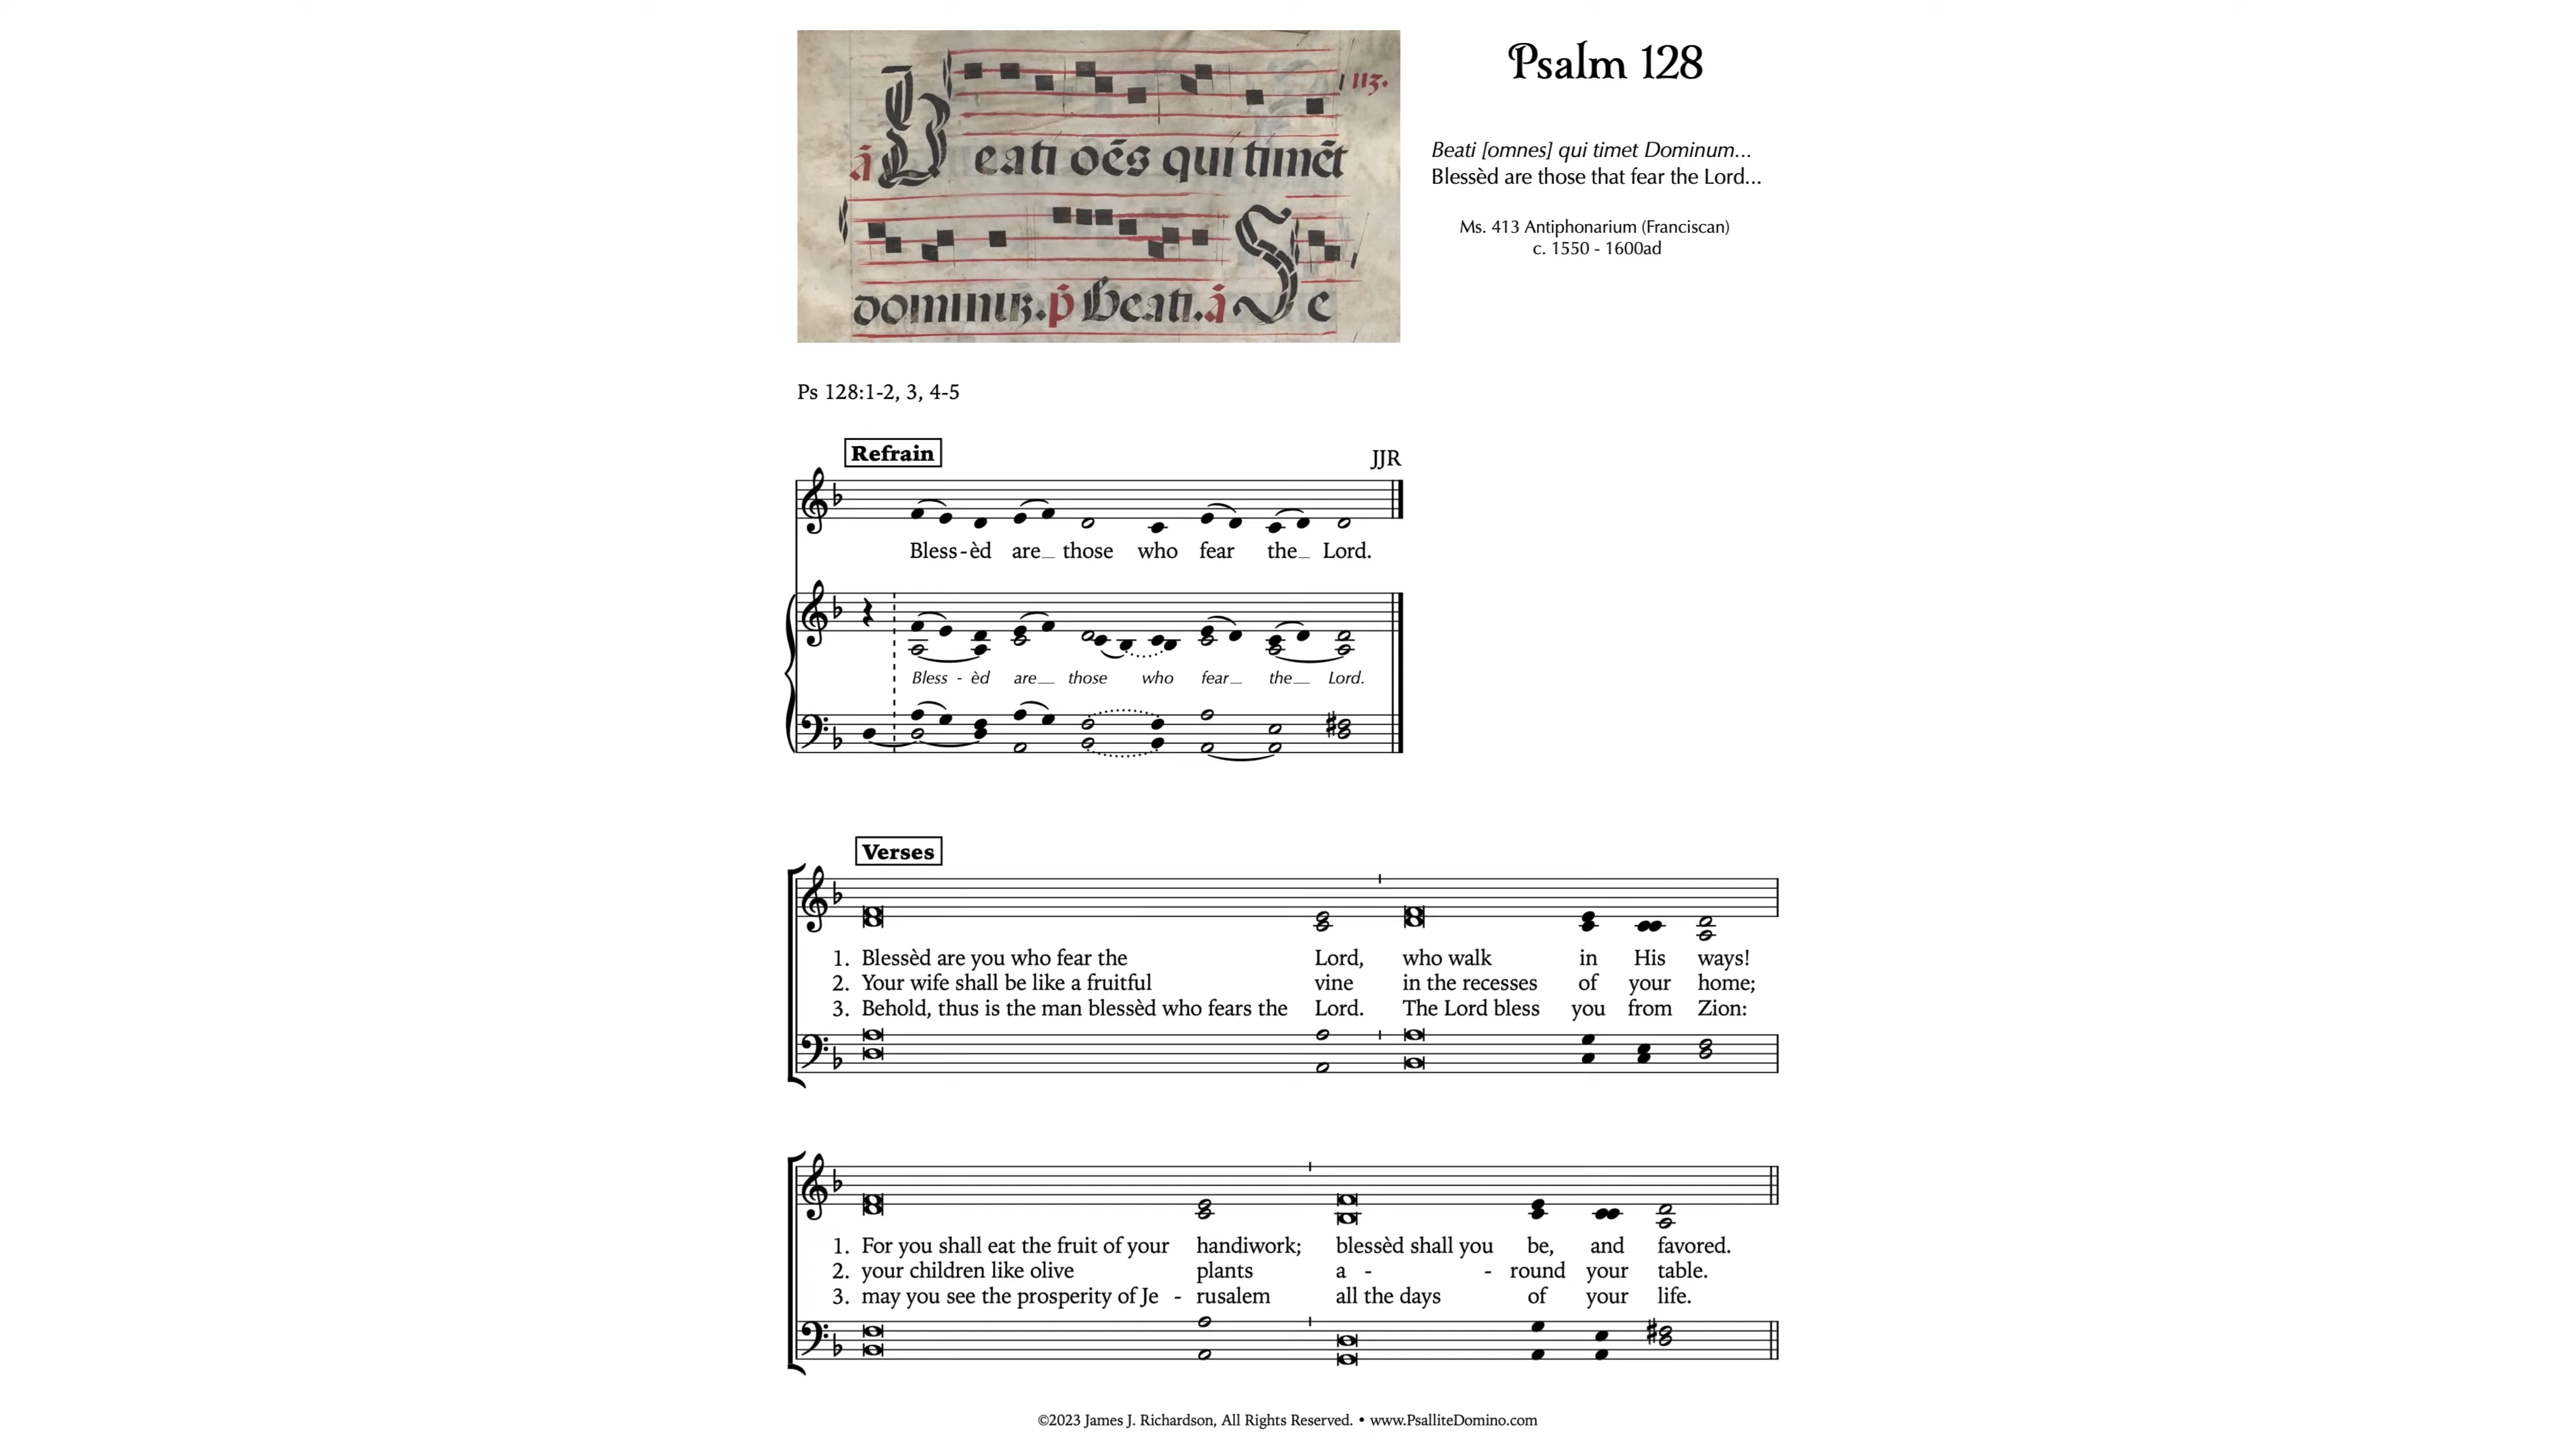 113.
ā Beati oēs qui timēt
dominuȝ. p̄ Beati. ā Se
Psalm 128
Beati [omnes] qui timet Dominum...
Blessèd are those that fear the Lord...
Ms. 413 Antiphonarium (Franciscan)
c. 1550 - 1600ad
Ps 128:1-2, 3, 4-5
Refrain
JJR
Bless-èd are_ those who fear the_ Lord.
Bless - èd are_ those who fear_ the_ Lord.
Verses
1. Blessèd are you who fear the Lord, who walk in His ways!
2. Your wife shall be like a fruitful vine in the recesses of your home;
3. Behold, thus is the man blessèd who fears the Lord. The Lord bless you from Zion:
1. For you shall eat the fruit of your handiwork; blessèd shall you be, and favored.
2. your children like olive plants a - - round your table.
3. may you see the prosperity of Je - rusalem all the days of your life.
©2023 James J. Richardson, All Rights Reserved. • www.PsalliteDomino.com